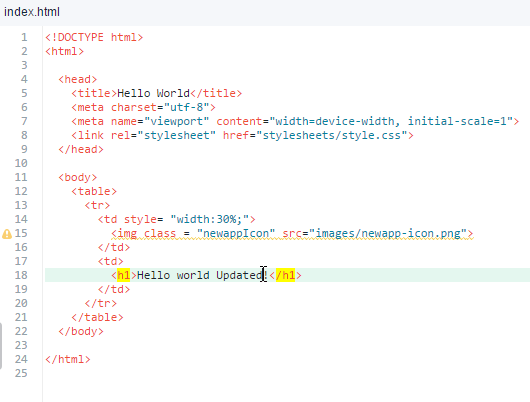 index.html
1 <!DOCTYPE html>
2 <html>
3
4 <head>
5 <title>Hello World</title>
6 <meta charset="utf-8">
7 <meta name="viewport" content="width=device-width, initial-scale=1">
8 <link rel="stylesheet" href="stylesheets/style.css">
9 </head>
10
11 <body>
12 <table>
13 <tr>
14 <td style= "width:30%;">
15 <img class = "newappIcon" src="images/newapp-icon.png">
16 </td>
17 <td>
18 <h1>Hello world Updated!</h1>
19 </td>
20 </tr>
21 </table>
22 </body>
23
24 </html>
25